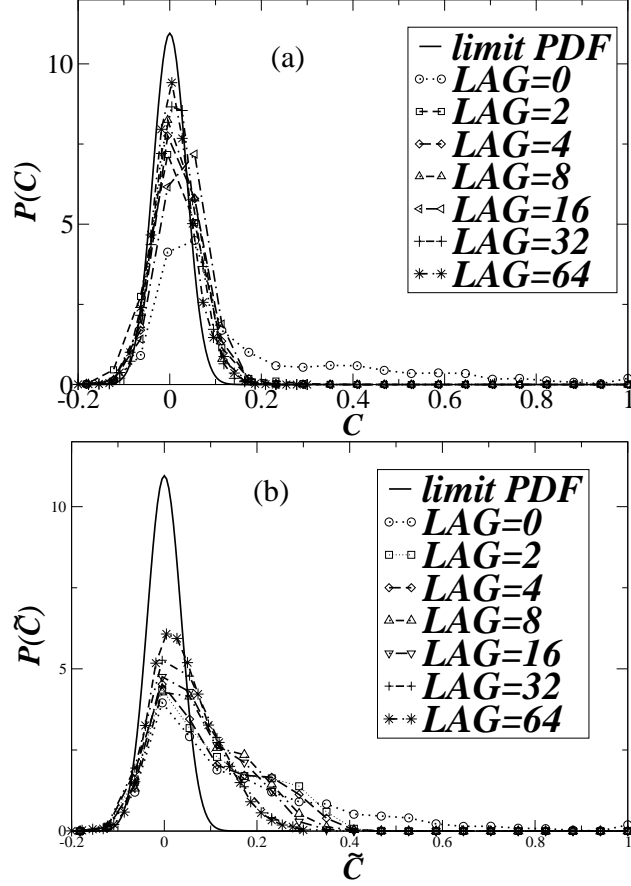 (a)
limit PDF
LAG=0
LAG=2
LAG=4
LAG=8
LAG=16
LAG=32
LAG=64
P(C)
10
5
0
-0.2 0 0.2 0.4 0.6 0.8 1
C
(b)
limit PDF
LAG=0
LAG=2
LAG=4
LAG=8
LAG=16
LAG=32
LAG=64
P(C̃)
10
5
0
-0.2 0 0.2 0.4 0.6 0.8 1
C̃